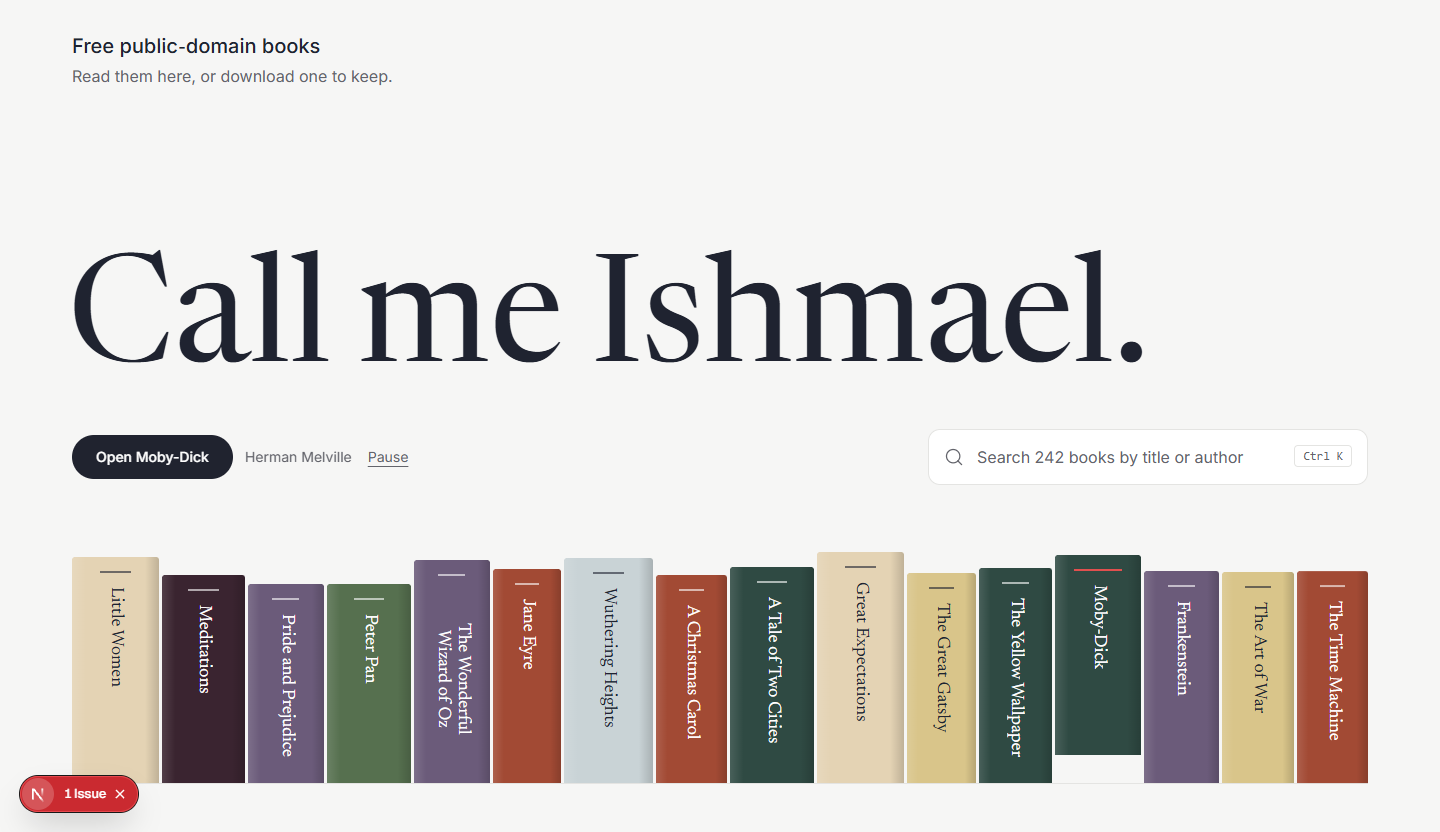 Free public-domain books
Read them here, or download one to keep.
Call me Ishmael.
Open Moby-Dick
Herman Melville
Pause
Search 242 books by title or author
Ctrl K
Little Women
Meditations
Pride and Prejudice
Peter Pan
The Wonderful
Wizard of Oz
Jane Eyre
Wuthering Heights
A Christmas Carol
A Tale of Two Cities
Great Expectations
The Great Gatsby
The Yellow Wallpaper
Moby-Dick
Frankenstein
The Art of War
The Time Machine
N
1 Issue